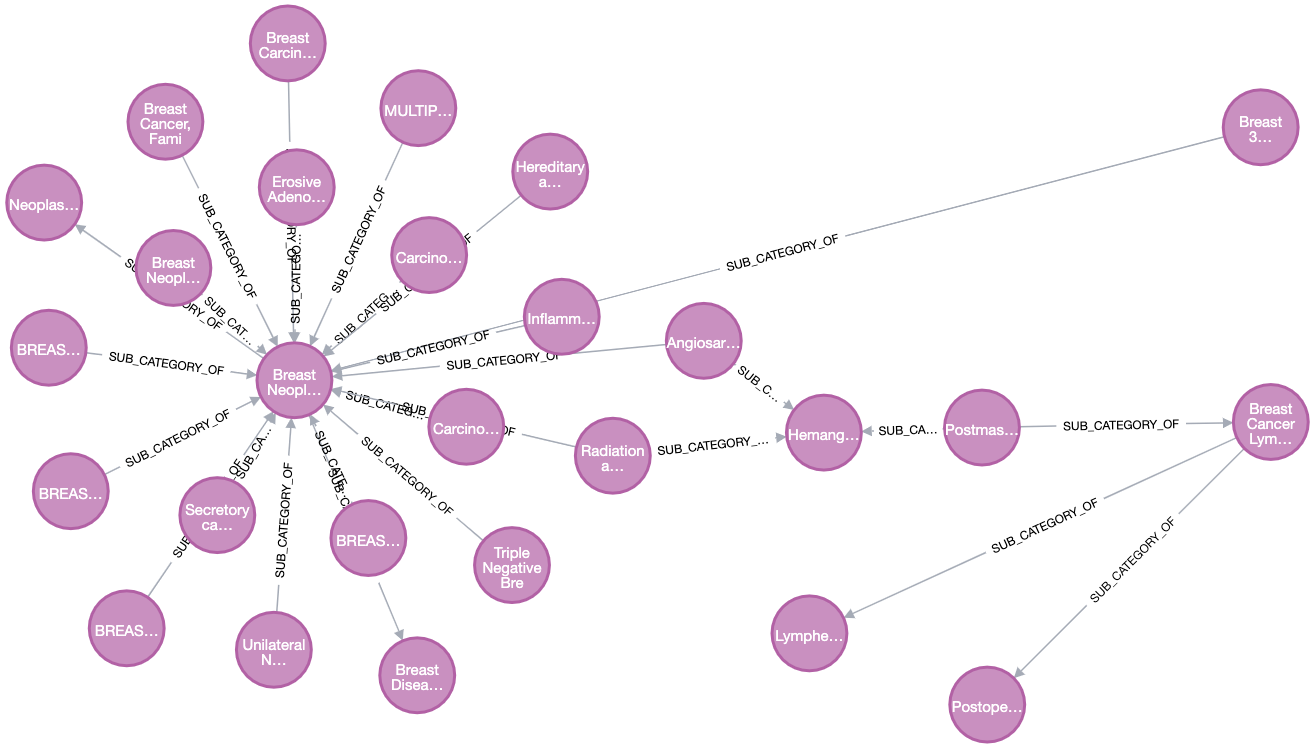 Breast
Carcin…
MULTIP…
Breast
Cancer,
Fami
Breast
3…
Hereditary
a…
Erosive
Adeno…
Neoplas…
SUB_CATEGORY_OF
SUB_CATEGORY_OF
Carcino…
SUB_CATEGORY_OF
Breast
Neopl…
SUB_CATEGO…
Inflamm…
SUB_CAT…
SUB_CATEG…
BREAS…
SUB_CATEGORY_OF
SUB_CATEGORY_OF
SUB_CATEGORY_OF
Angiosar…
Breast
Neopl…
SUB_C…
SUB_CATEG…
Carcino…
SUB_CATEGORY_OF
Hemang…
SUB_CA…
Postmas…
SUB_CATEGORY_OF
Breast
Cancer
Lym…
Radiation
a…
SUB_CATEGORY_…
SUB_CA…
SUB_CATE…
SUB_CATEGORY_OF
BREAS…
Secretory
ca…
SUB_CATEGORY_OF
BREAS…
SUB_CATEGORY_OF
Triple
Negative
Bre
SUB_CATEGORY_OF
BREAS…
Unilateral
N…
Breast
Disea…
Lymphe…
Postope…